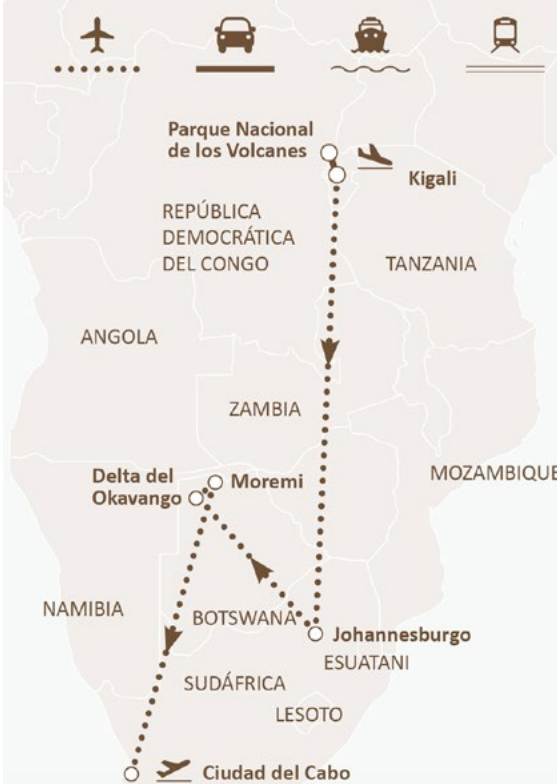 Parque Nacional
de los Volcanes
Kigali
REPÚBLICA
DEMOCRÁTICA
DEL CONGO
TANZANIA
ANGOLA
ZAMBIA
MOZAMBIQUE
Delta del
Okavango
Moremi
NAMIBIA
BOTSWANA
Johannesburgo
ESUATANI
SUDÁFRICA
LESOTO
Ciudad del Cabo